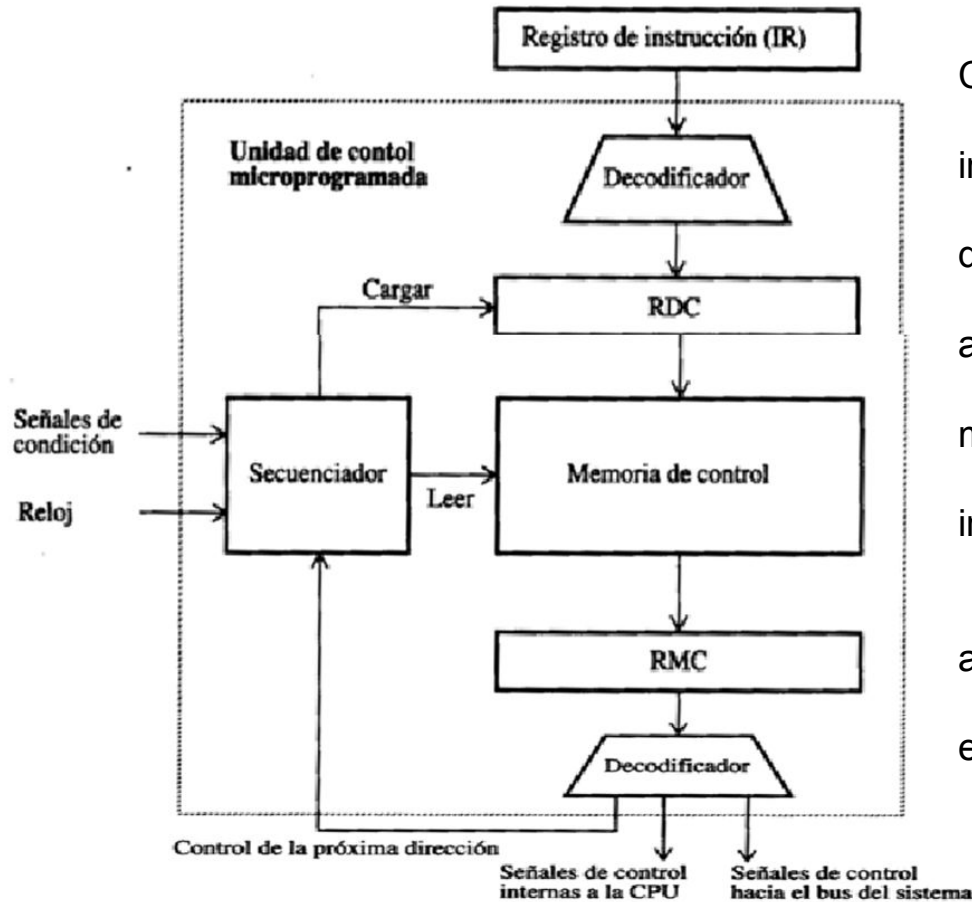 Registro de instrucción (IR)
Unidad de contol
microprogramada
Decodificador
Cargar
RDC
Señales de
condición
Reloj
Secuenciador
Leer
Memoria de control
RMC
Decodificador
Control de la próxima dirección
Señales de control
internas a la CPU
Señales de control
hacia el bus del sistema